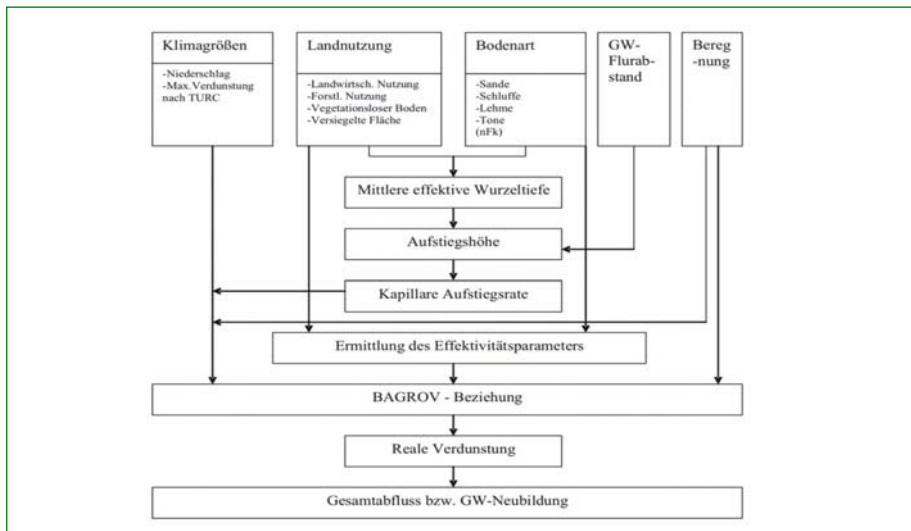 Klimagrößen
-Niederschlag
-Max.Verdunstung
nach TURC
Landnutzung
-Landwirtsch. Nutzung
-Forstl. Nutzung
-Vegetationsloser Boden
-Versiegelte Fläche
Bodenart
-Sande
-Schluffe
-Lehme
-Tone
(nFk)
GW-
Flurab-
stand
Bereg
-nung
Mittlere effektive Wurzeltiefe
Aufstiegshöhe
Kapillare Aufstiegsrate
Ermittlung des Effektivitätsparameters
BAGROV - Beziehung
Reale Verdunstung
Gesamtabfluss bzw. GW-Neubildung